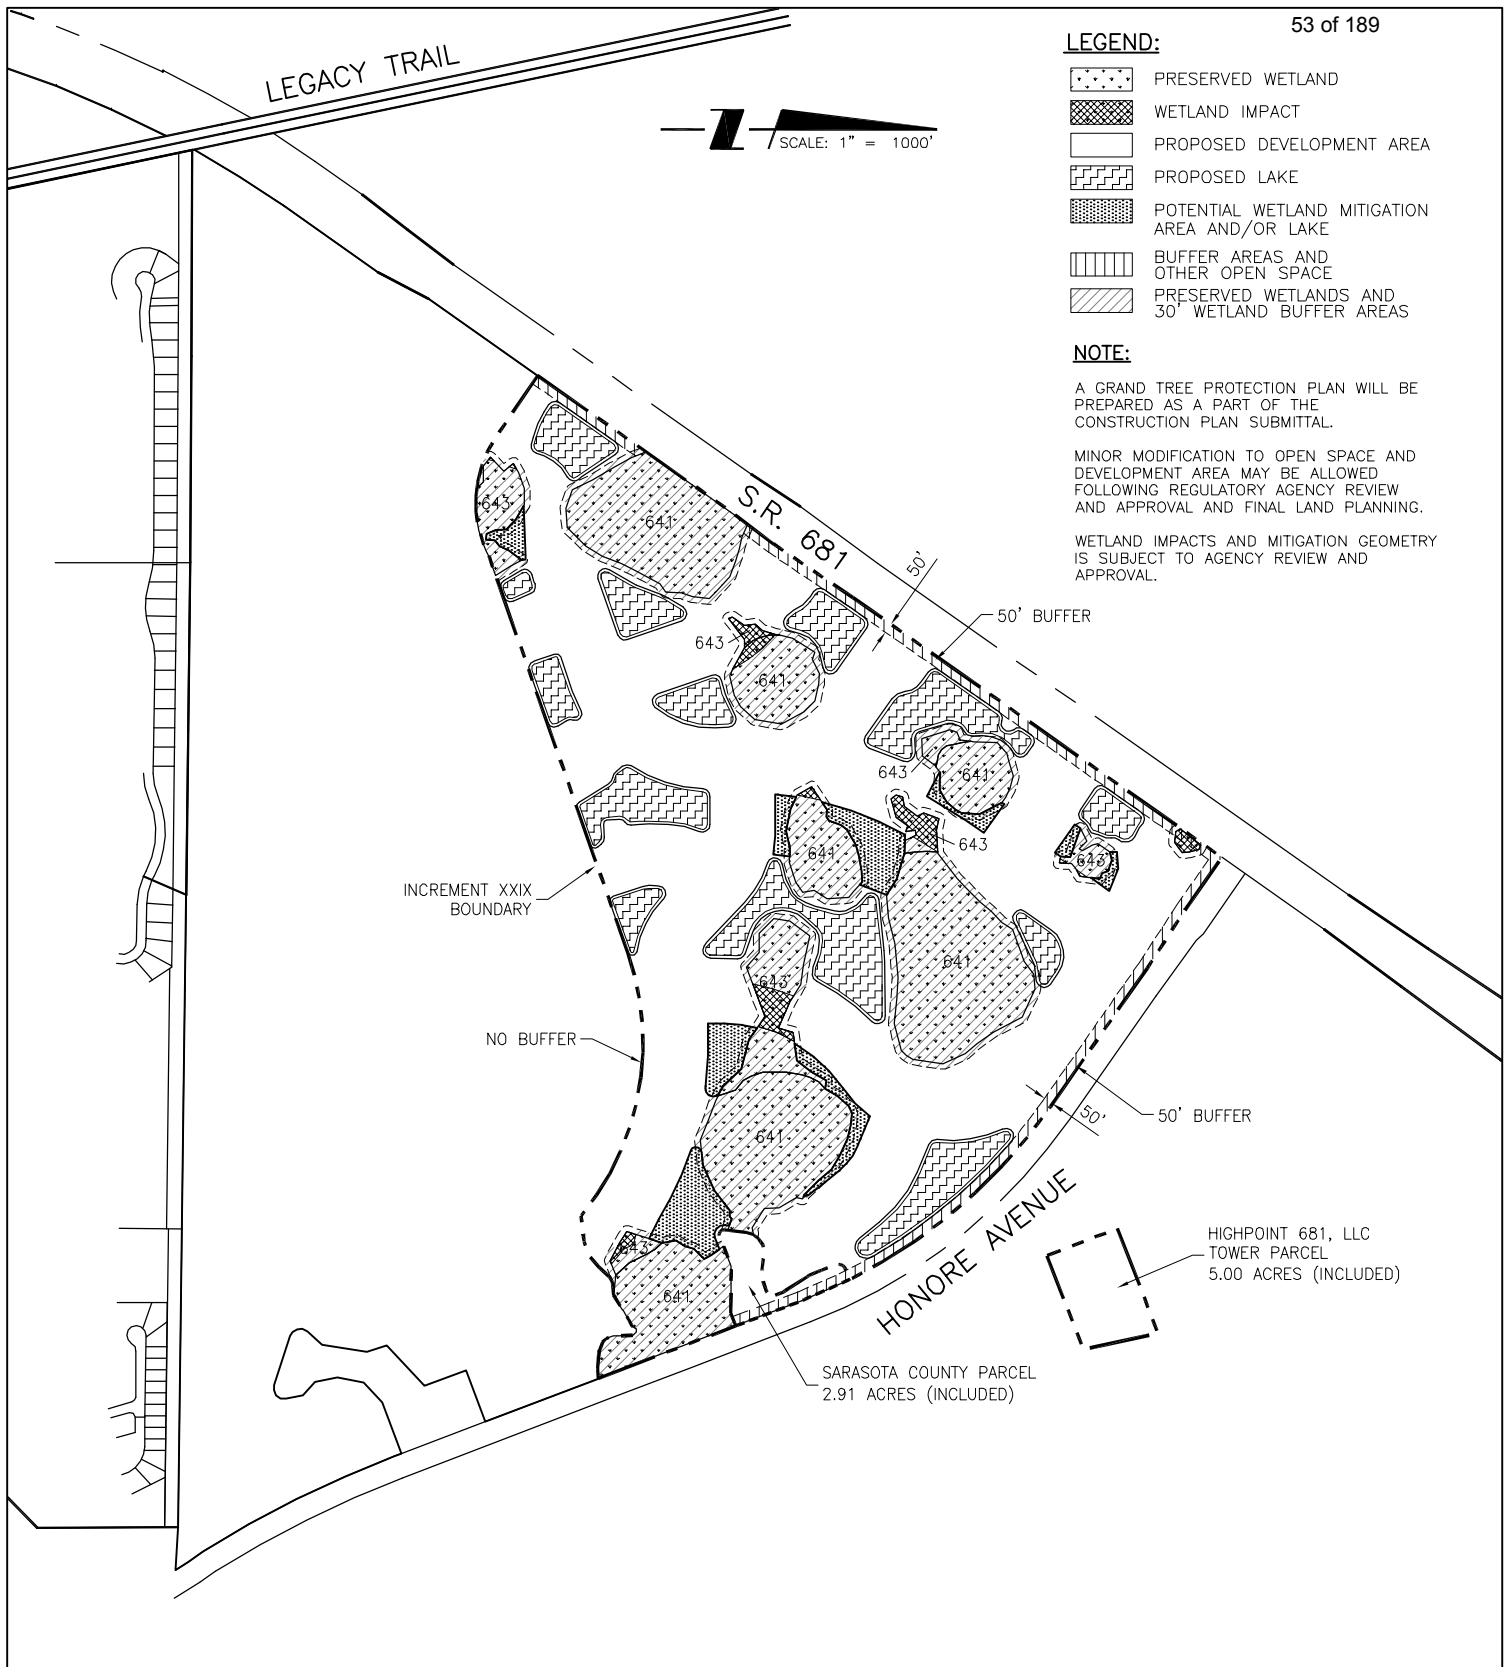 53 of 189
LEGACY TRAIL
Z
SCALE: 1" = 1000'
LEGEND:
PRESERVED WETLAND
WETLAND IMPACT
PROPOSED DEVELOPMENT AREA
PROPOSED LAKE
POTENTIAL WETLAND MITIGATION
AREA AND/OR LAKE
BUFFER AREAS AND
OTHER OPEN SPACE
PRESERVED WETLANDS AND
30' WETLAND BUFFER AREAS
NOTE:
A GRAND TREE PROTECTION PLAN WILL BE
PREPARED AS A PART OF THE
CONSTRUCTION PLAN SUBMITTAL.
MINOR MODIFICATION TO OPEN SPACE AND
DEVELOPMENT AREA MAY BE ALLOWED
FOLLOWING REGULATORY AGENCY REVIEW
AND APPROVAL AND FINAL LAND PLANNING.
WETLAND IMPACTS AND MITIGATION GEOMETRY
IS SUBJECT TO AGENCY REVIEW AND
APPROVAL.
643
641
S.R. 681
50'
50' BUFFER
643
641
643
641
643
641
643
INCREMENT XXIX
BOUNDARY
641
643
NO BUFFER
641
50'
50' BUFFER
643
641
HONORE AVENUE
HIGHPOINT 681, LLC
TOWER PARCEL
5.00 ACRES (INCLUDED)
SARASOTA COUNTY PARCEL
2.91 ACRES (INCLUDED)